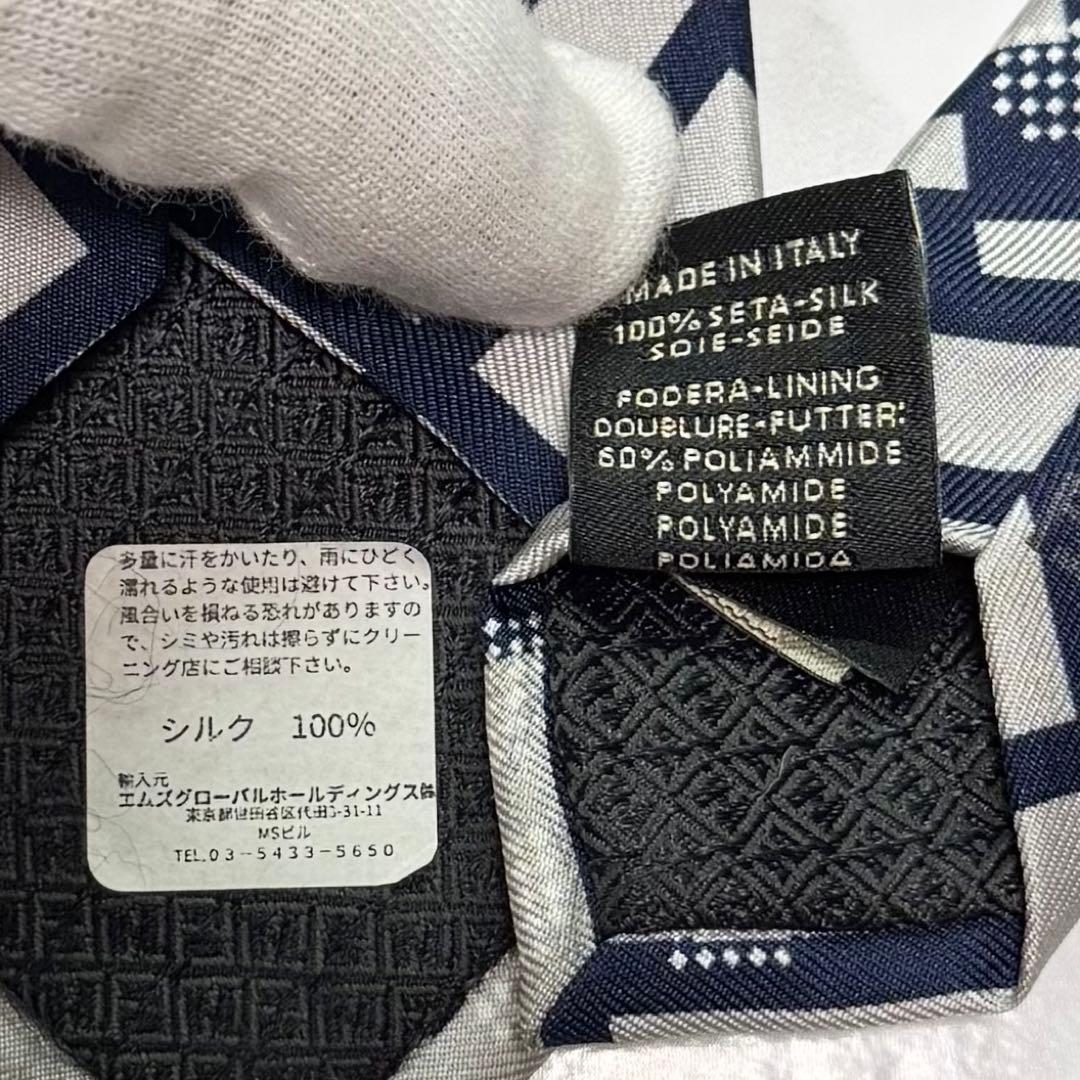 MADE IN ITALY
100% SETA-SILK
SOIE-SEIDE
FODERA-LINING
DOUBLURE-FUTTER:
60% POLIAMMIDE
POLYAMIDE
POLYAMIDE
POLIAMIDA
多量に汗をかいたり、雨にひどく
濡れるような使用は避けて下さい。
風合いを損ねる恐れがありますの
で、シミや汚れは擦らずにクリー
ニング店にご相談下さい。
シルク 100%
輸入元
エムズグローバルホールディングス㈱
東京都世田谷区代田5-31-11
MSビル
TEL.03-5433-5650